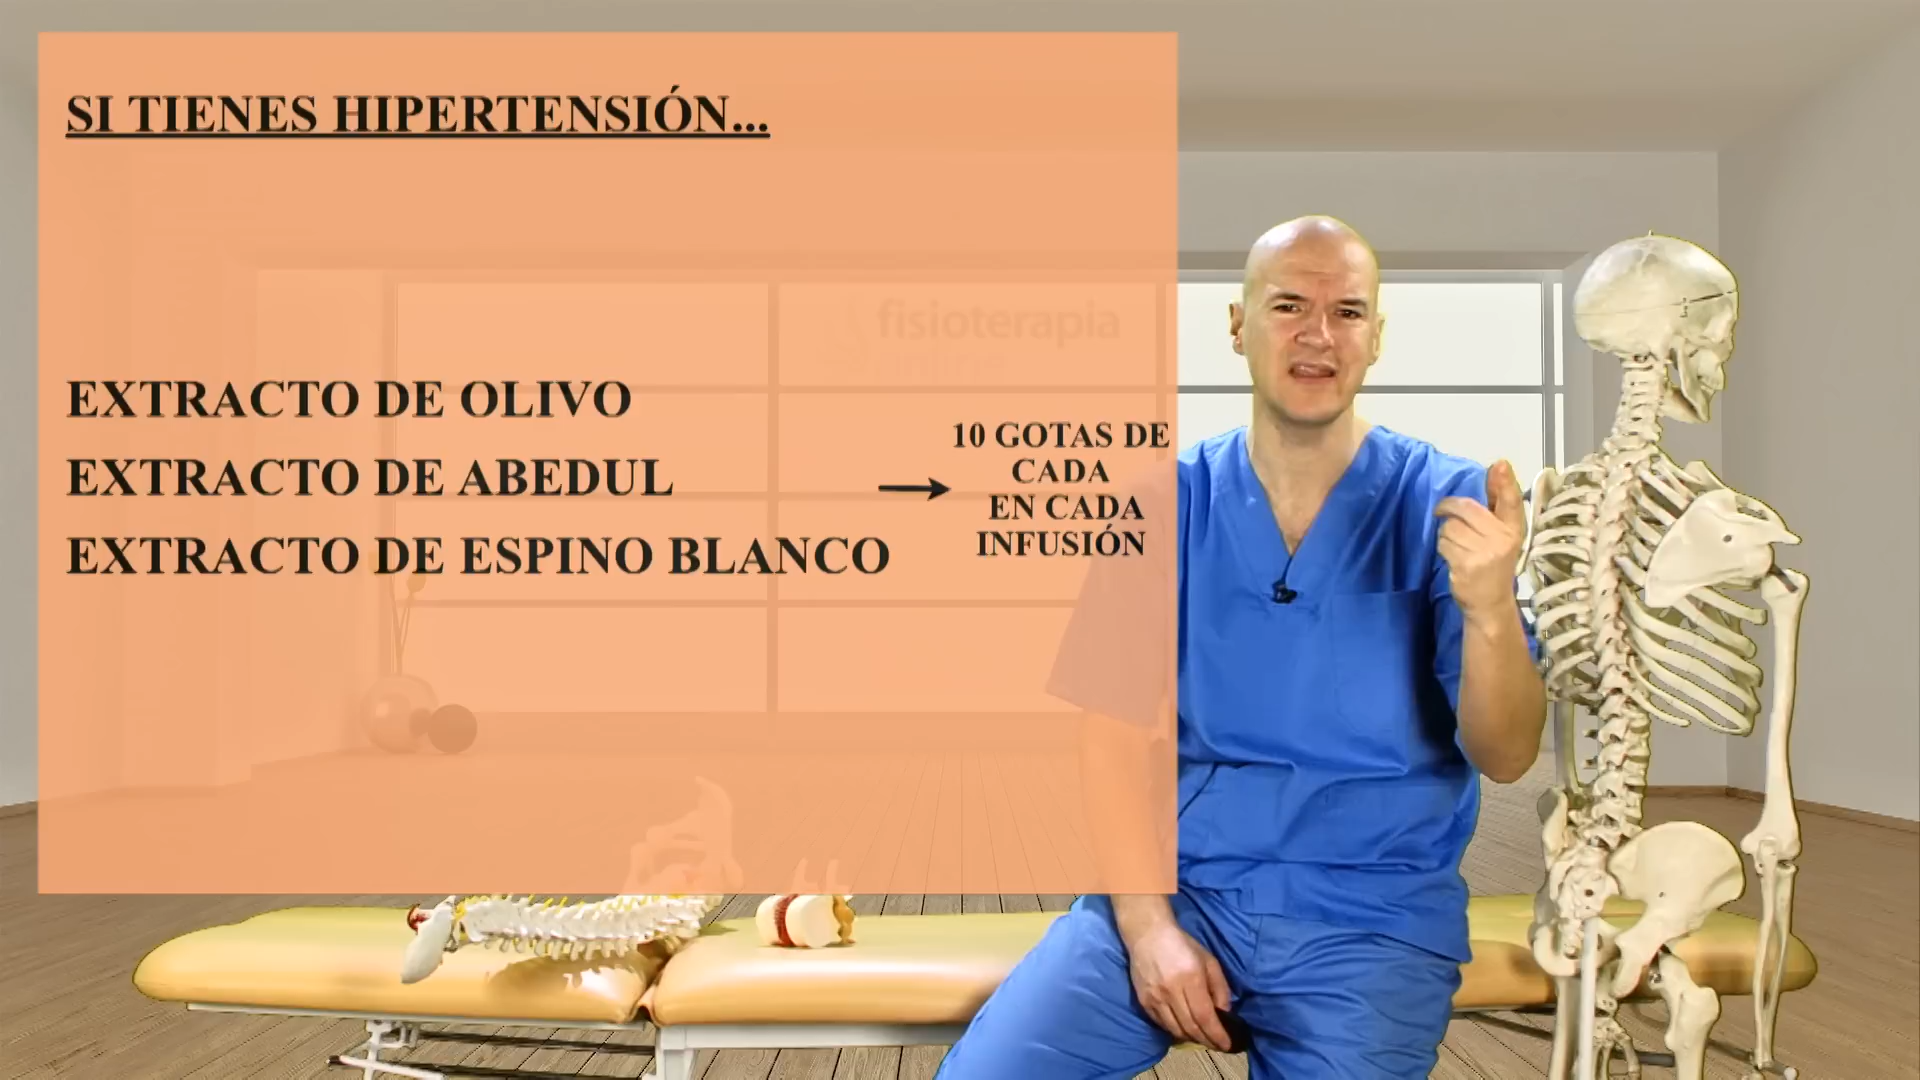 SI TIENES HIPERTENSIÓN...
EXTRACTO DE OLIVO
EXTRACTO DE ABEDUL
EXTRACTO DE ESPINO BLANCO
10 GOTAS DE
CADA
EN CADA
INFUSIÓN
fisioterapia
online